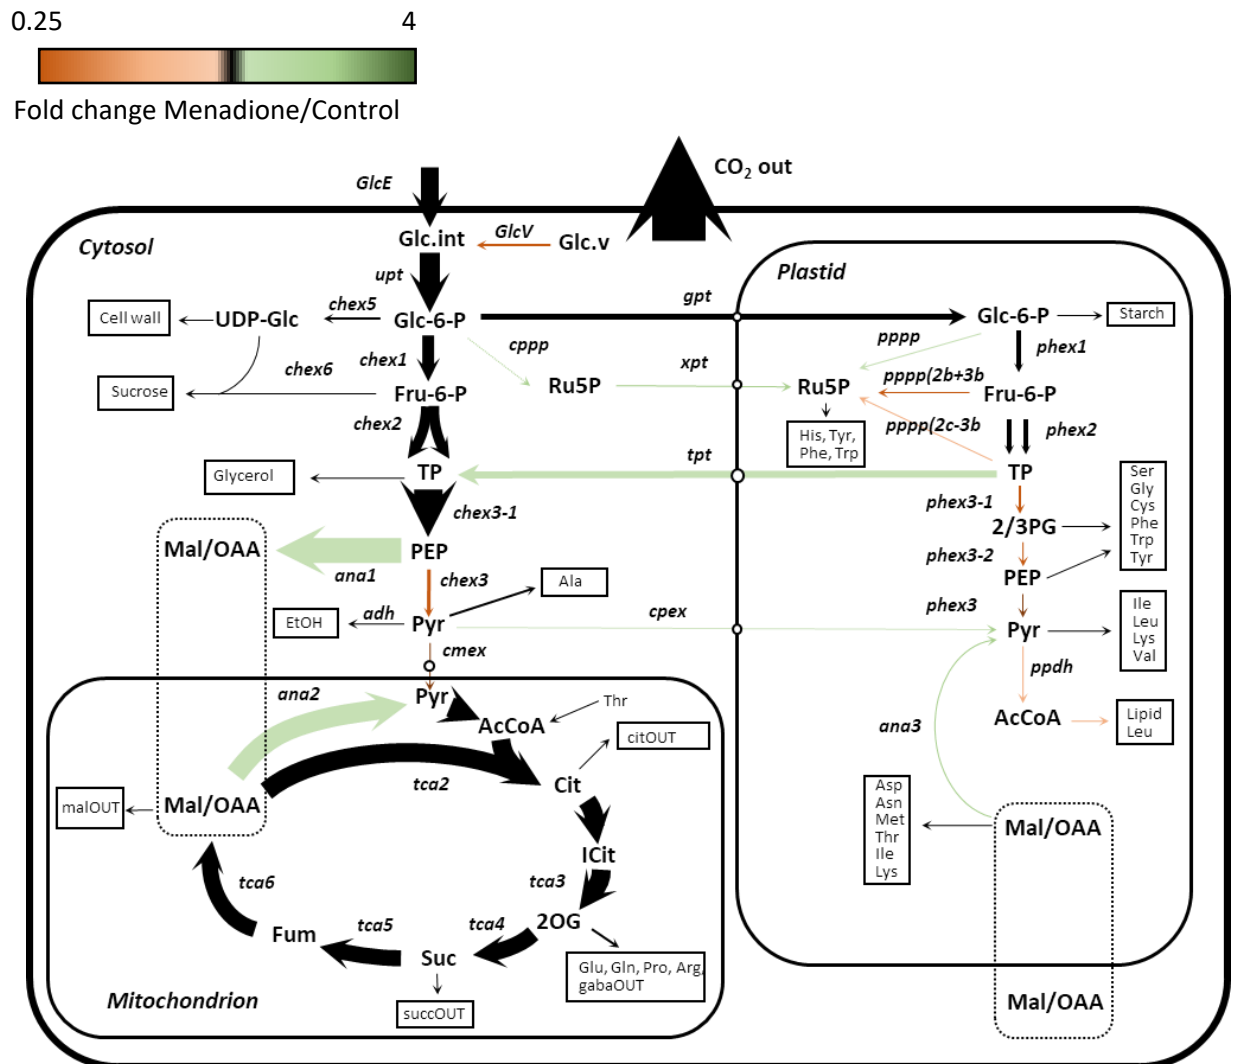 0.25 4
Fold change Menadione/Control
CO2 out
GlcE
Cytosol
Glc.int GlcV Glc.v
Plastid
upt
gpt
Cell wall UDP-Glc chex5 Glc-6-P
Glc-6-P Starch
cppp
pppp
phex1
chex1
chex6
xpt
Sucrose
Fru-6-P
Ru5P
Ru5P
pppp(2b+3b
Fru-6-P
chex2
His, Tyr,
Phe, Trp
pppp(2c-3b
phex2
Glycerol
TP
tpt
TP
Ser
Gly
Cys
Phe
Trp
Tyr
chex3-1
phex3-1
2/3PG
Mal/OAA
ana1
PEP
phex3-2
PEP
chex3
Ala
phex3
EtOH
adh
Pyr
cpex
Pyr
Ile
Leu
Lys
Val
cmex
ppdh
ana2
Pyr
Thr
AcCoA
citOUT
ana3
AcCoA
Lipid
Leu
malOUT
Mal/OAA
tca2
Cit
Asp
Asn
Met
Thr
Ile
Lys
Mal/OAA
ICit
tca3
tca6
2OG
tca4
tca5
Fum
Suc
Glu, Gln, Pro, Arg,
gabaOUT
Mitochondrion
succOUT
Mal/OAA